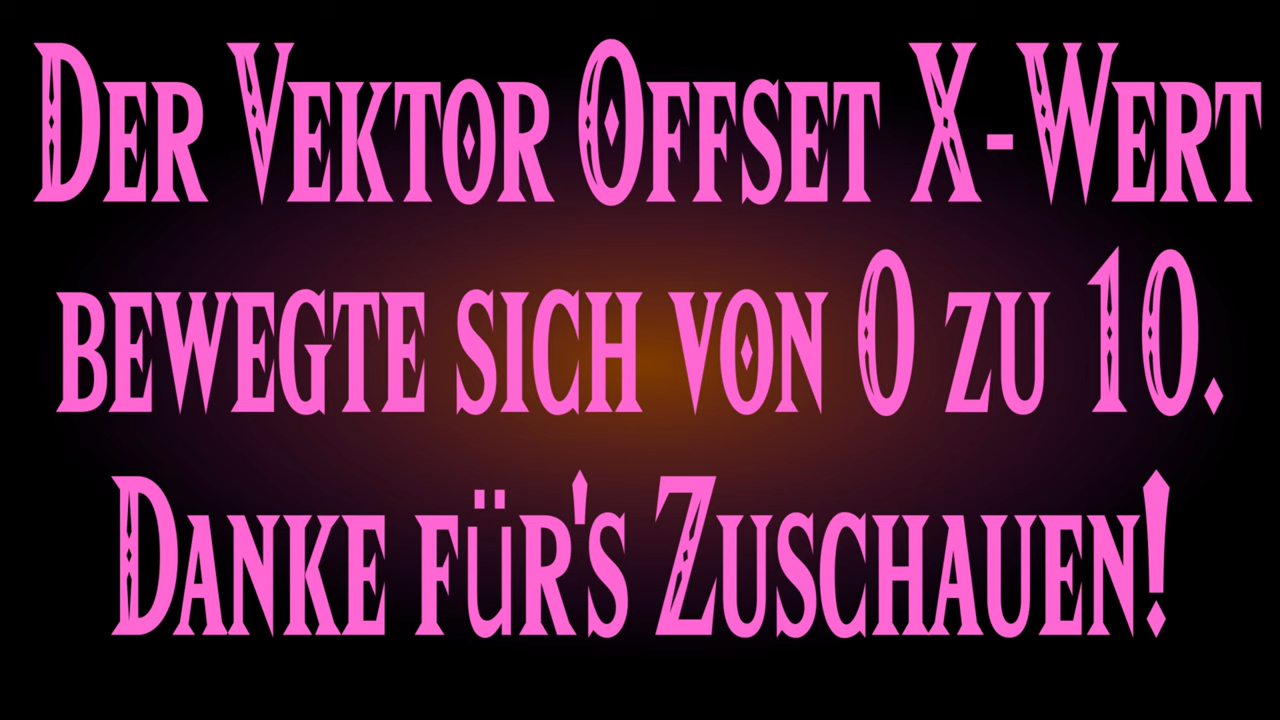 Der Vektor Offset X-Wert
bewegte sich von 0 zu 10.
Danke für's Zuschauen!